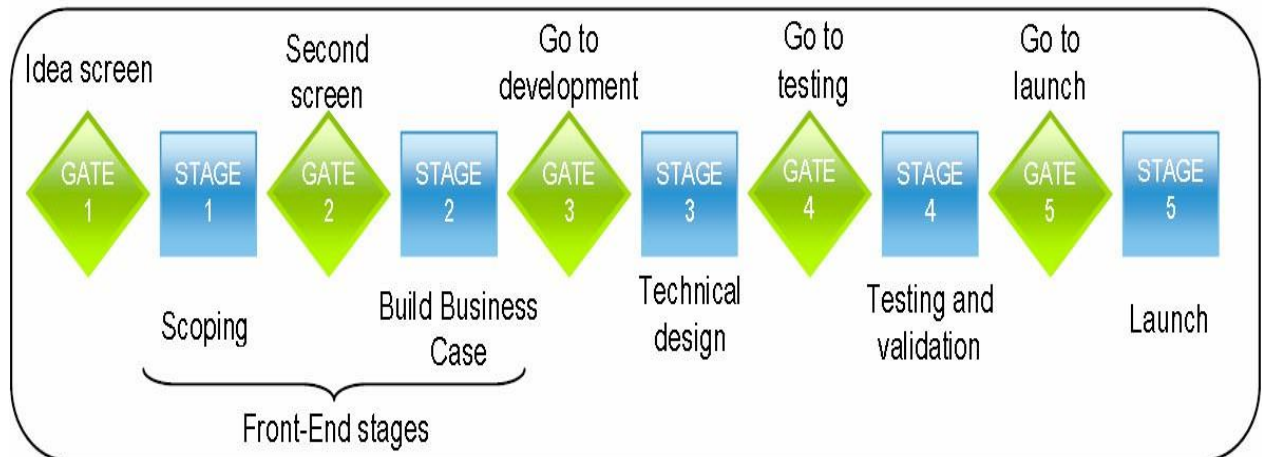 Idea screen
Second
screen
Go to
development
Go to
testing
Go to
launch
GATE
1
STAGE
1
GATE
2
STAGE
2
GATE
3
STAGE
3
GATE
4
STAGE
4
GATE
5
STAGE
5
Scoping
Build Business
Case
Technical
design
Testing and
validation
Launch
Front-End stages